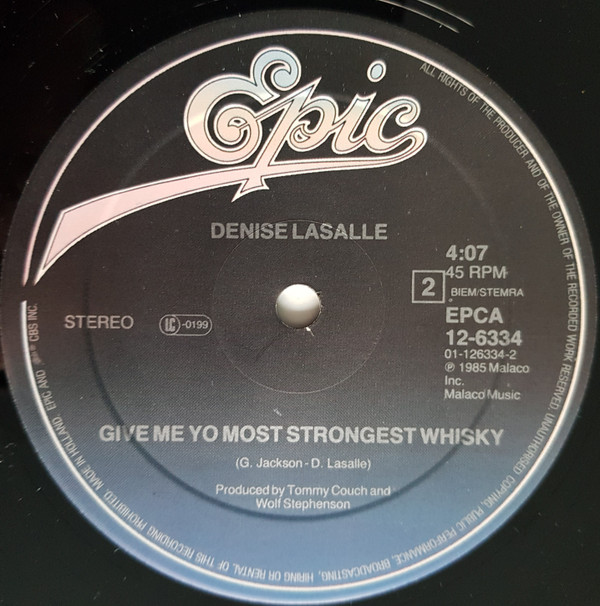 Epic
DENISE LASALLE
4:07
45 RPM
2
BIEM/STEMRA
STEREO
LC-0199
EPCA
12-6334
01-126334-2
℗ 1985 Malaco
Inc.
Malaco Music
GIVE ME YO MOST STRONGEST WHISKY
(G. Jackson - D. Lasalle)
Produced by Tommy Couch and
Wolf Stephenson
ALL RIGHTS OF THE PRODUCER AND OF THE OWNER OF THE RECORDED WORK RESERVED. UNAUTHORISED COPYING, PUBLIC PERFORMANCE, BROADCASTING, HIRING OR RENTAL OF THIS RECORDING PROHIBITED. MADE IN HOLLAND. EPIC AND CBS INC.